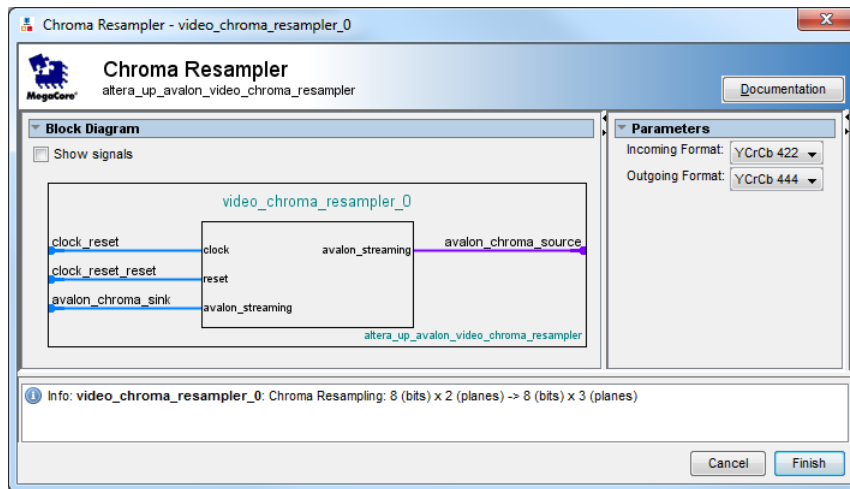 Chroma Resampler - video_chroma_resampler_0
Chroma Resampler
MegaCore®
altera_up_avalon_video_chroma_resampler
Documentation
Block Diagram
Show signals
video_chroma_resampler_0
clock_reset
clock
avalon_streaming
avalon_chroma_source
clock_reset_reset
reset
avalon_chroma_sink
avalon_streaming
altera_up_avalon_video_chroma_resampler
Parameters
Incoming Format: YCrCb 422
Outgoing Format: YCrCb 444
Info: video_chroma_resampler_0: Chroma Resampling: 8 (bits) x 2 (planes) -> 8 (bits) x 3 (planes)
Cancel
Finish